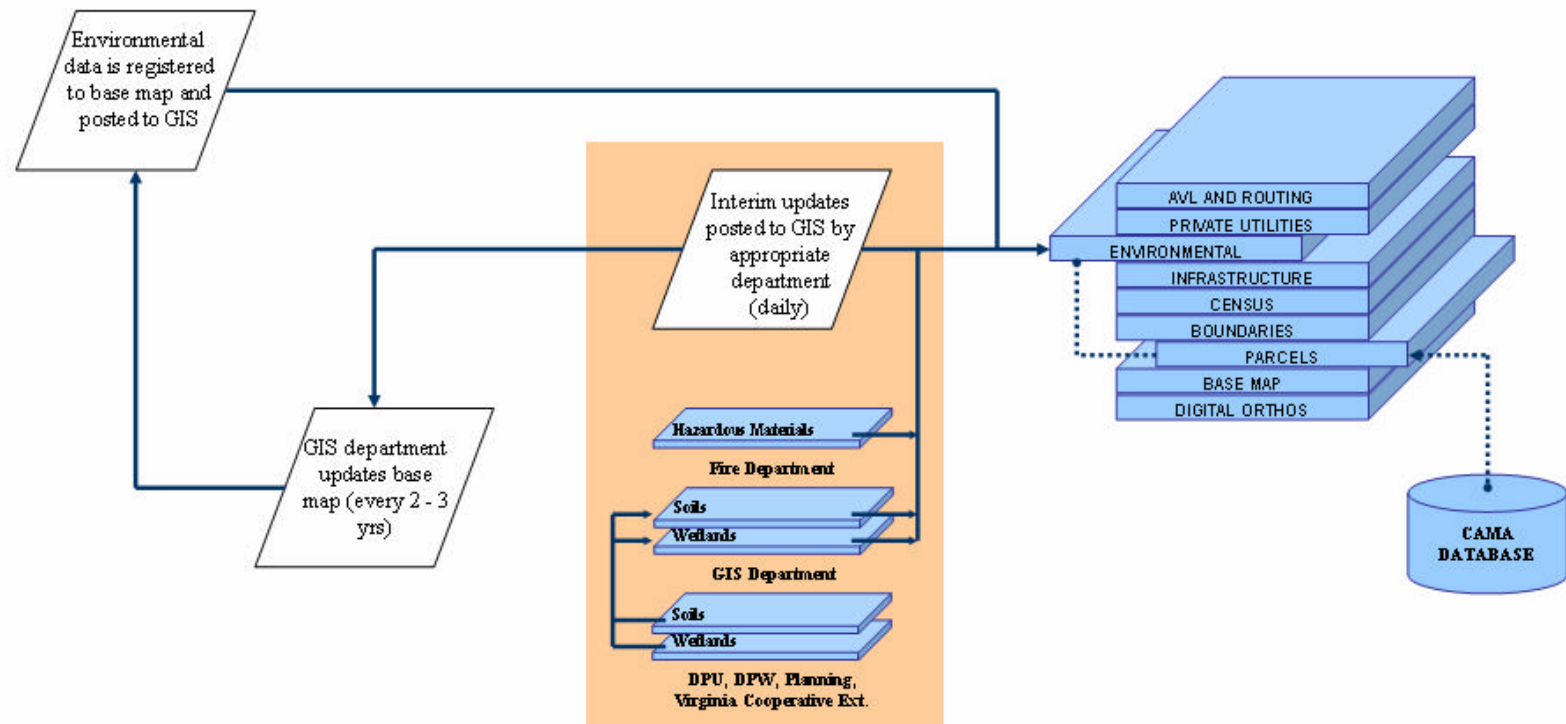 Environmental
data is registered
to base map and
posted to GIS
Interim updates
posted to GIS by
appropriate
department
(daily)
GIS department
updates base
map (every 2 - 3
yrs)
Hazardous Materials
Fire Department
Soils
Wetlands
GIS Department
Soils
Wetlands
DPU, DPW, Planning,
Virginia Cooperative Ext.
AVL AND ROUTING
PRIVATE UTILITIES
ENVIRONMENTAL
INFRASTRUCTURE
CENSUS
BOUNDARIES
PARCELS
BASE MAP
DIGITAL ORTHOS
CAMA
DATABASE